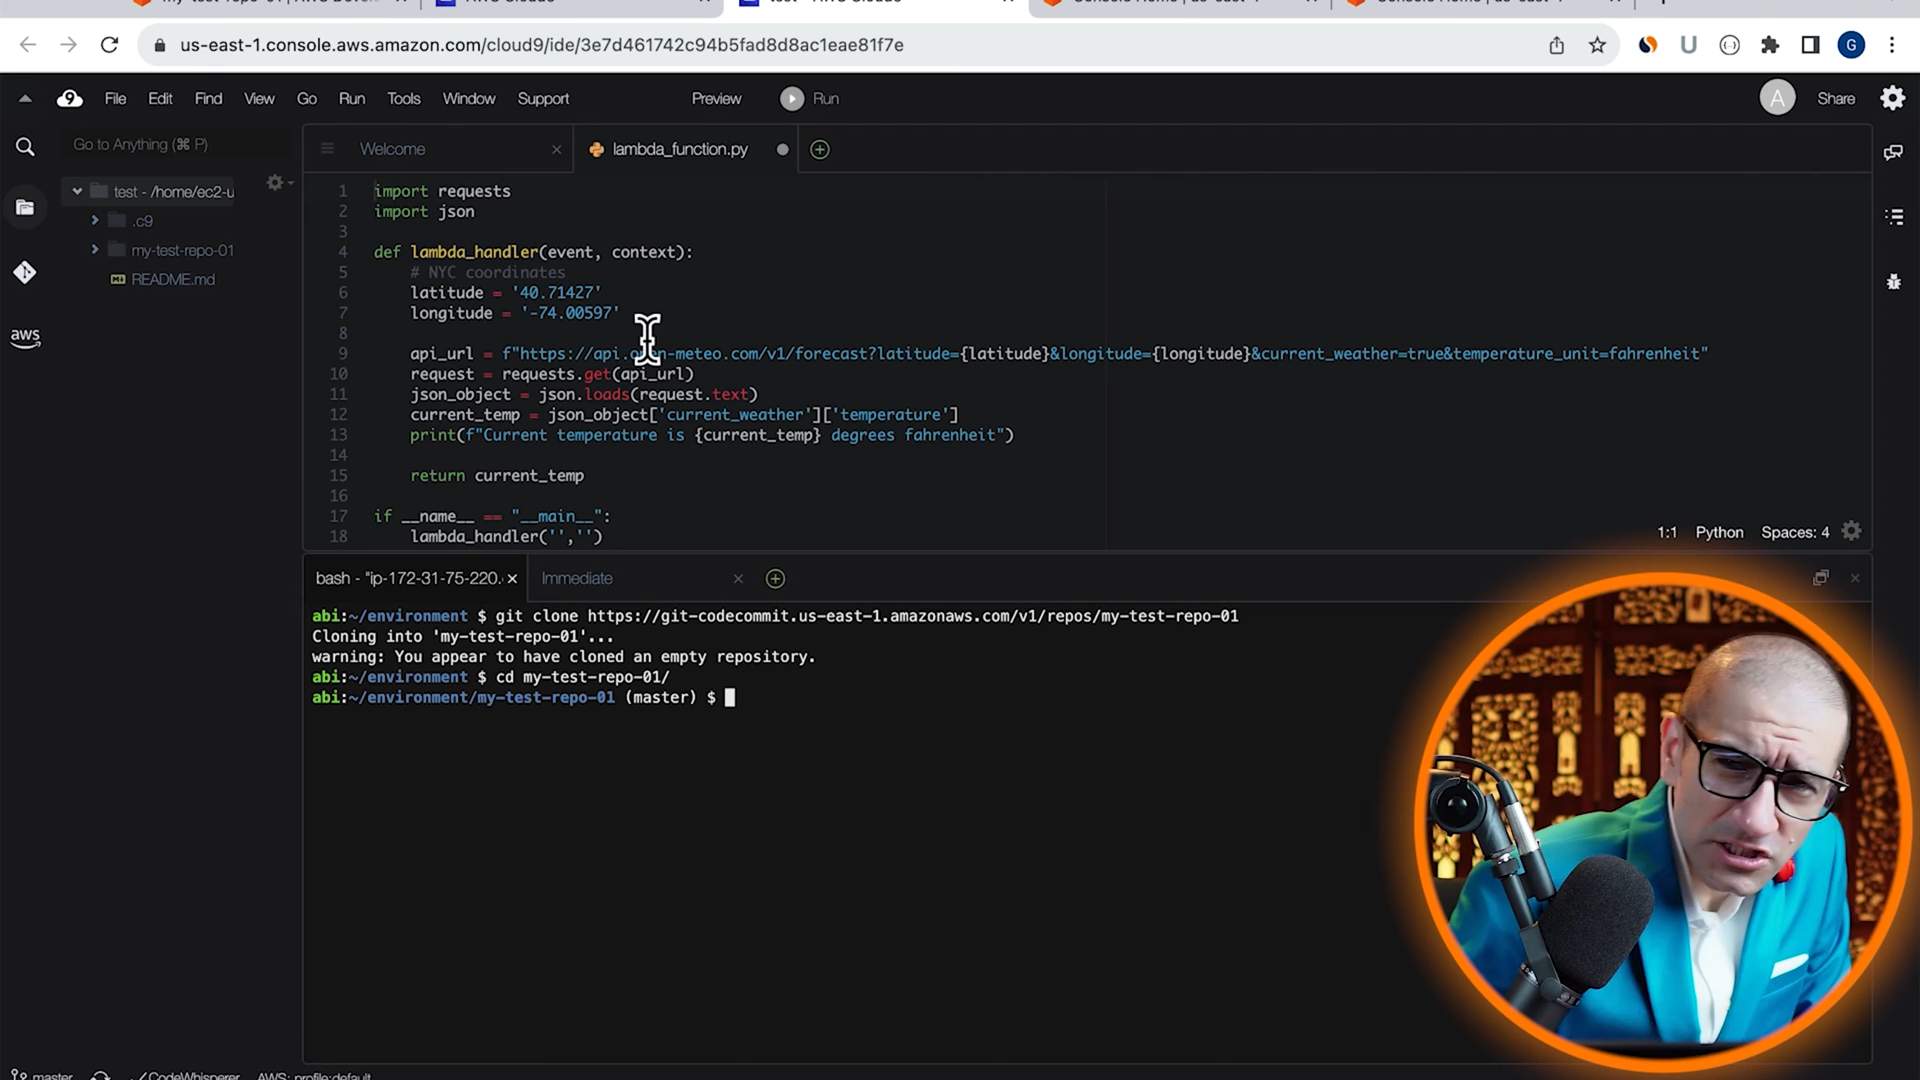 us-east-1.console.aws.amazon.com/cloud9/ide/3e7d461742c94b5fad8d8ac1eae81f7e
G
9 File Edit Find View Go Run Tools Window Support Preview Run A Share
Go to Anything (⌘ P)
Welcome
lambda_function.py
test - /home/ec2-u
.c9
my-test-repo-01
README.md
aws
1 import requests
2 import json
3
4 def lambda_handler(event, context):
5 # NYC coordinates
6 latitude = '40.71427'
7 longitude = '-74.00597'
8
9 api_url = f"https://api.open-meteo.com/v1/forecast?latitude={latitude}&longitude={longitude}&current_weather=true&temperature_unit=fahrenheit"
10 request = requests.get(api_url)
11 json_object = json.loads(request.text)
12 current_temp = json_object['current_weather']['temperature']
13 print(f"Current temperature is {current_temp} degrees fahrenheit")
14
15 return current_temp
16
17 if __name__ == "__main__":
18 lambda_handler('','')
1:1 Python Spaces: 4
bash - "ip-172-31-75-220.
Immediate
abi:~/environment $ git clone https://git-codecommit.us-east-1.amazonaws.com/v1/repos/my-test-repo-01
Cloning into 'my-test-repo-01'...
warning: You appear to have cloned an empty repository.
abi:~/environment $ cd my-test-repo-01/
abi:~/environment/my-test-repo-01 (master) $
master CodeWhisperer AWS: profile:default